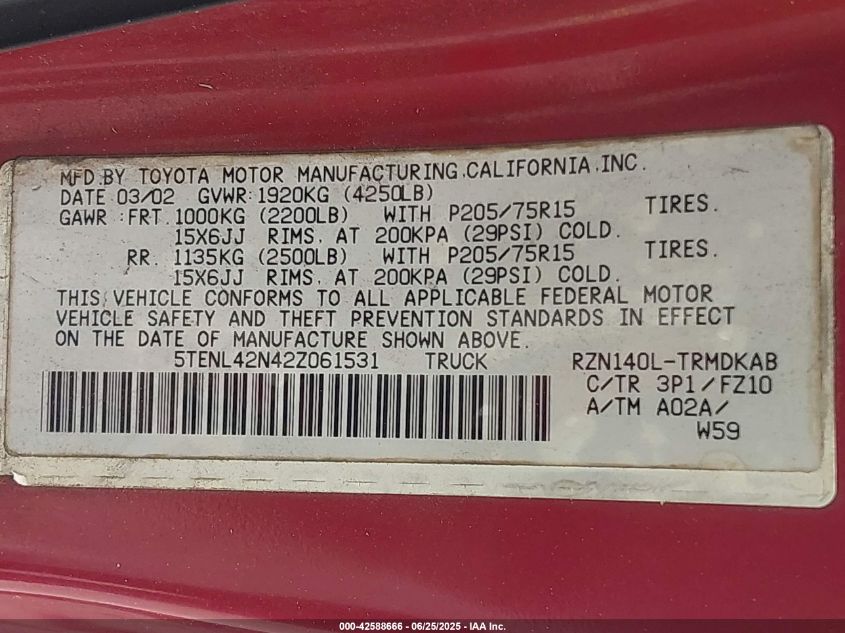 MFD.BY TOYOTA MOTOR MANUFACTURING,CALIFORNIA,INC.
DATE 03/02 GVWR:1920KG (4250LB)
GAWR:FRT.1000KG (2200LB) WITH P205/75R15 TIRES.
15X6JJ RIMS, AT 200KPA (29PSI) COLD.
RR. 1135KG (2500LB) WITH P205/75R15 TIRES.
15X6JJ RIMS, AT 200KPA (29PSI) COLD.
THIS VEHICLE CONFORMS TO ALL APPLICABLE FEDERAL MOTOR
VEHICLE SAFETY AND THEFT PREVENTION STANDARDS IN EFFECT
ON THE DATE OF MANUFACTURE SHOWN ABOVE.
5TENL42N42Z061531 TRUCK RZN140L-TRMDKAB
C/TR 3P1/FZ10
A/TM A02A/
W59
000-42588666 - 06/25/2025 - IAA Inc.